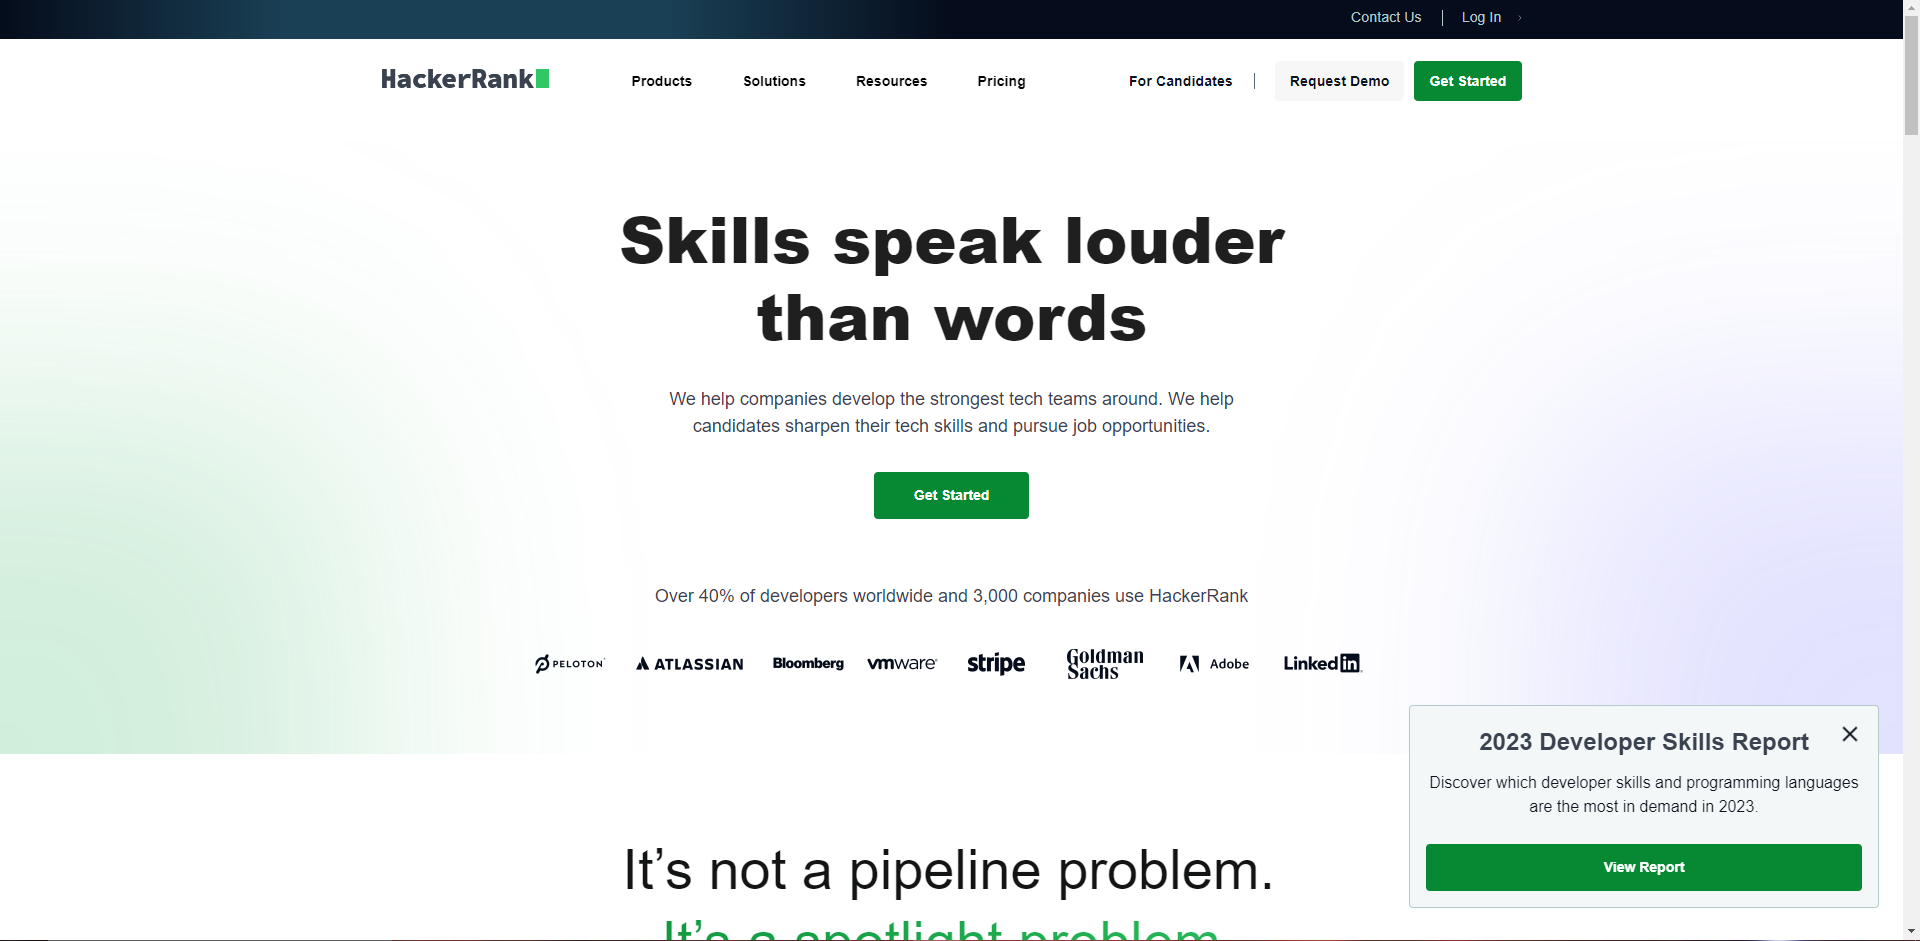 Contact Us
Log In
HackerRank
Products
Solutions
Resources
Pricing
For Candidates
Request Demo
Get Started
Skills speak louder
than words
We help companies develop the strongest tech teams around. We help
candidates sharpen their tech skills and pursue job opportunities.
Get Started
Over 40% of developers worldwide and 3,000 companies use HackerRank
PELOTON
ATLASSIAN
Bloomberg
vmware
stripe
Goldman
Sachs
Adobe
Linkedin
2023 Developer Skills Report
Discover which developer skills and programming languages
are the most in demand in 2023.
View Report
It’s not a pipeline problem.
It’s a spotlight problem.